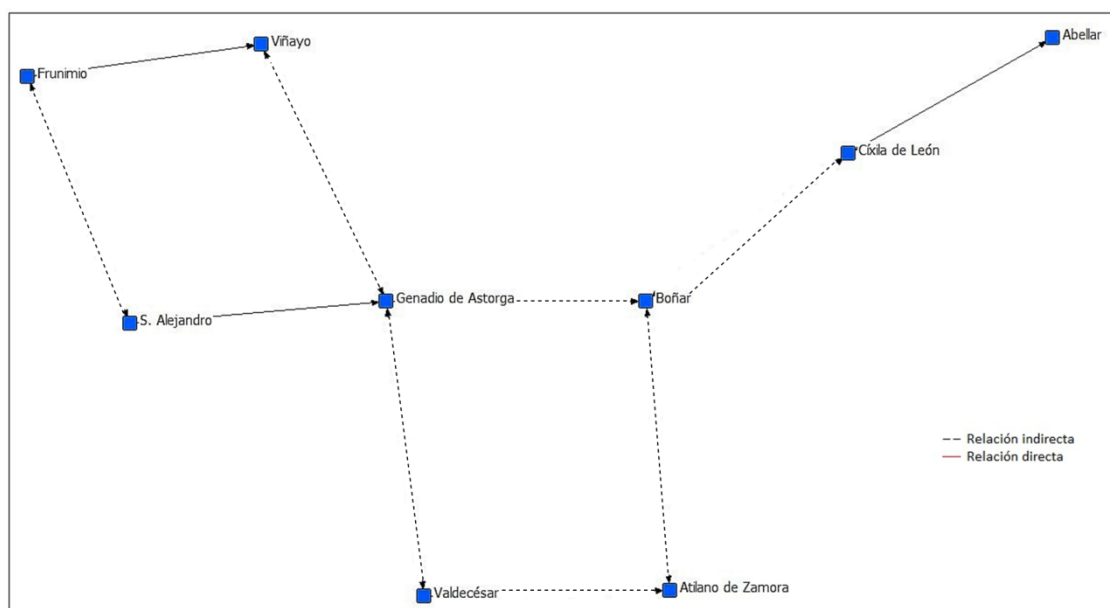 Viñayo
Abellar
Frunimio
Cíxila de León
Genadio de Astorga
Boñar
S. Alejandro
Relación indirecta
Relación directa
Valdecésar
Atilano de Zamora